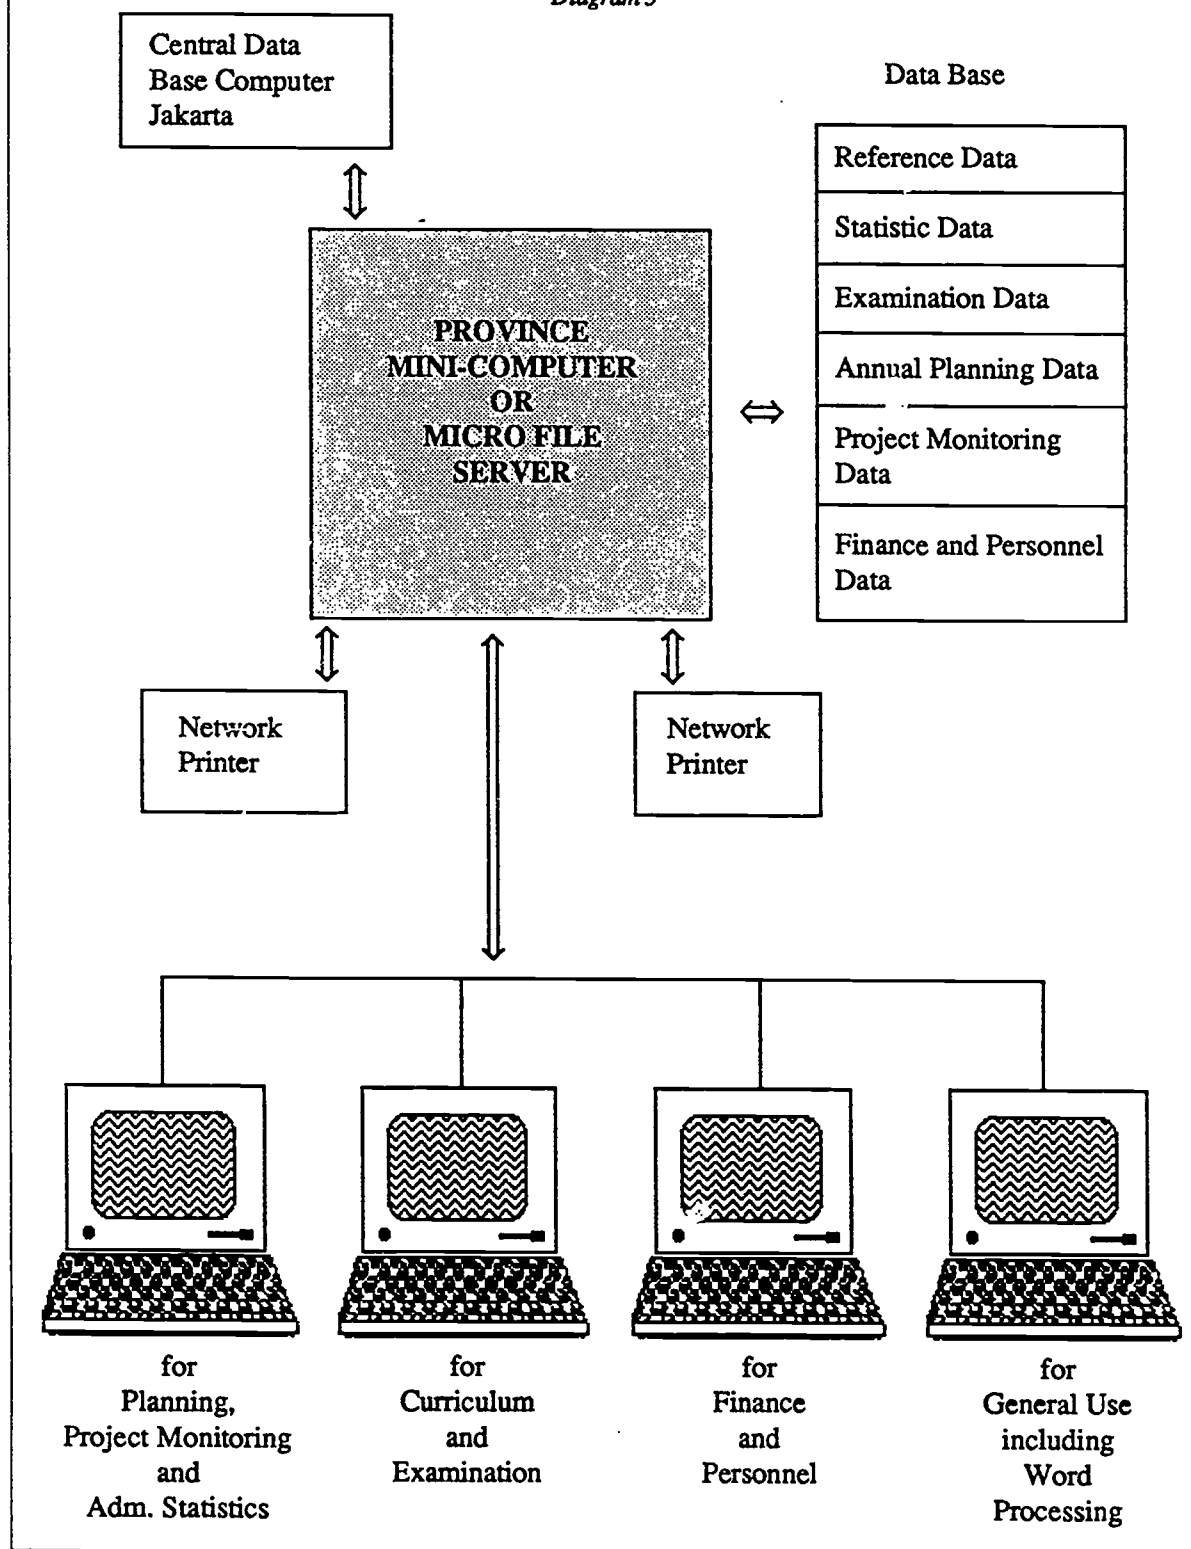 Diagram 3
Central Data
Base Computer
Jakarta
Data Base
Reference Data
Statistic Data
Examination Data
Annual Planning Data
Project Monitoring
Data
Finance and Personnel
Data
PROVINCE
MINI-COMPUTER
OR
MICRO FILE
SERVER
Network
Printer
Network
Printer
for
Planning,
Project Monitoring
and
Adm. Statistics
for
Curriculum
and
Examination
for
Finance
and
Personnel
for
General Use
including
Word
Processing